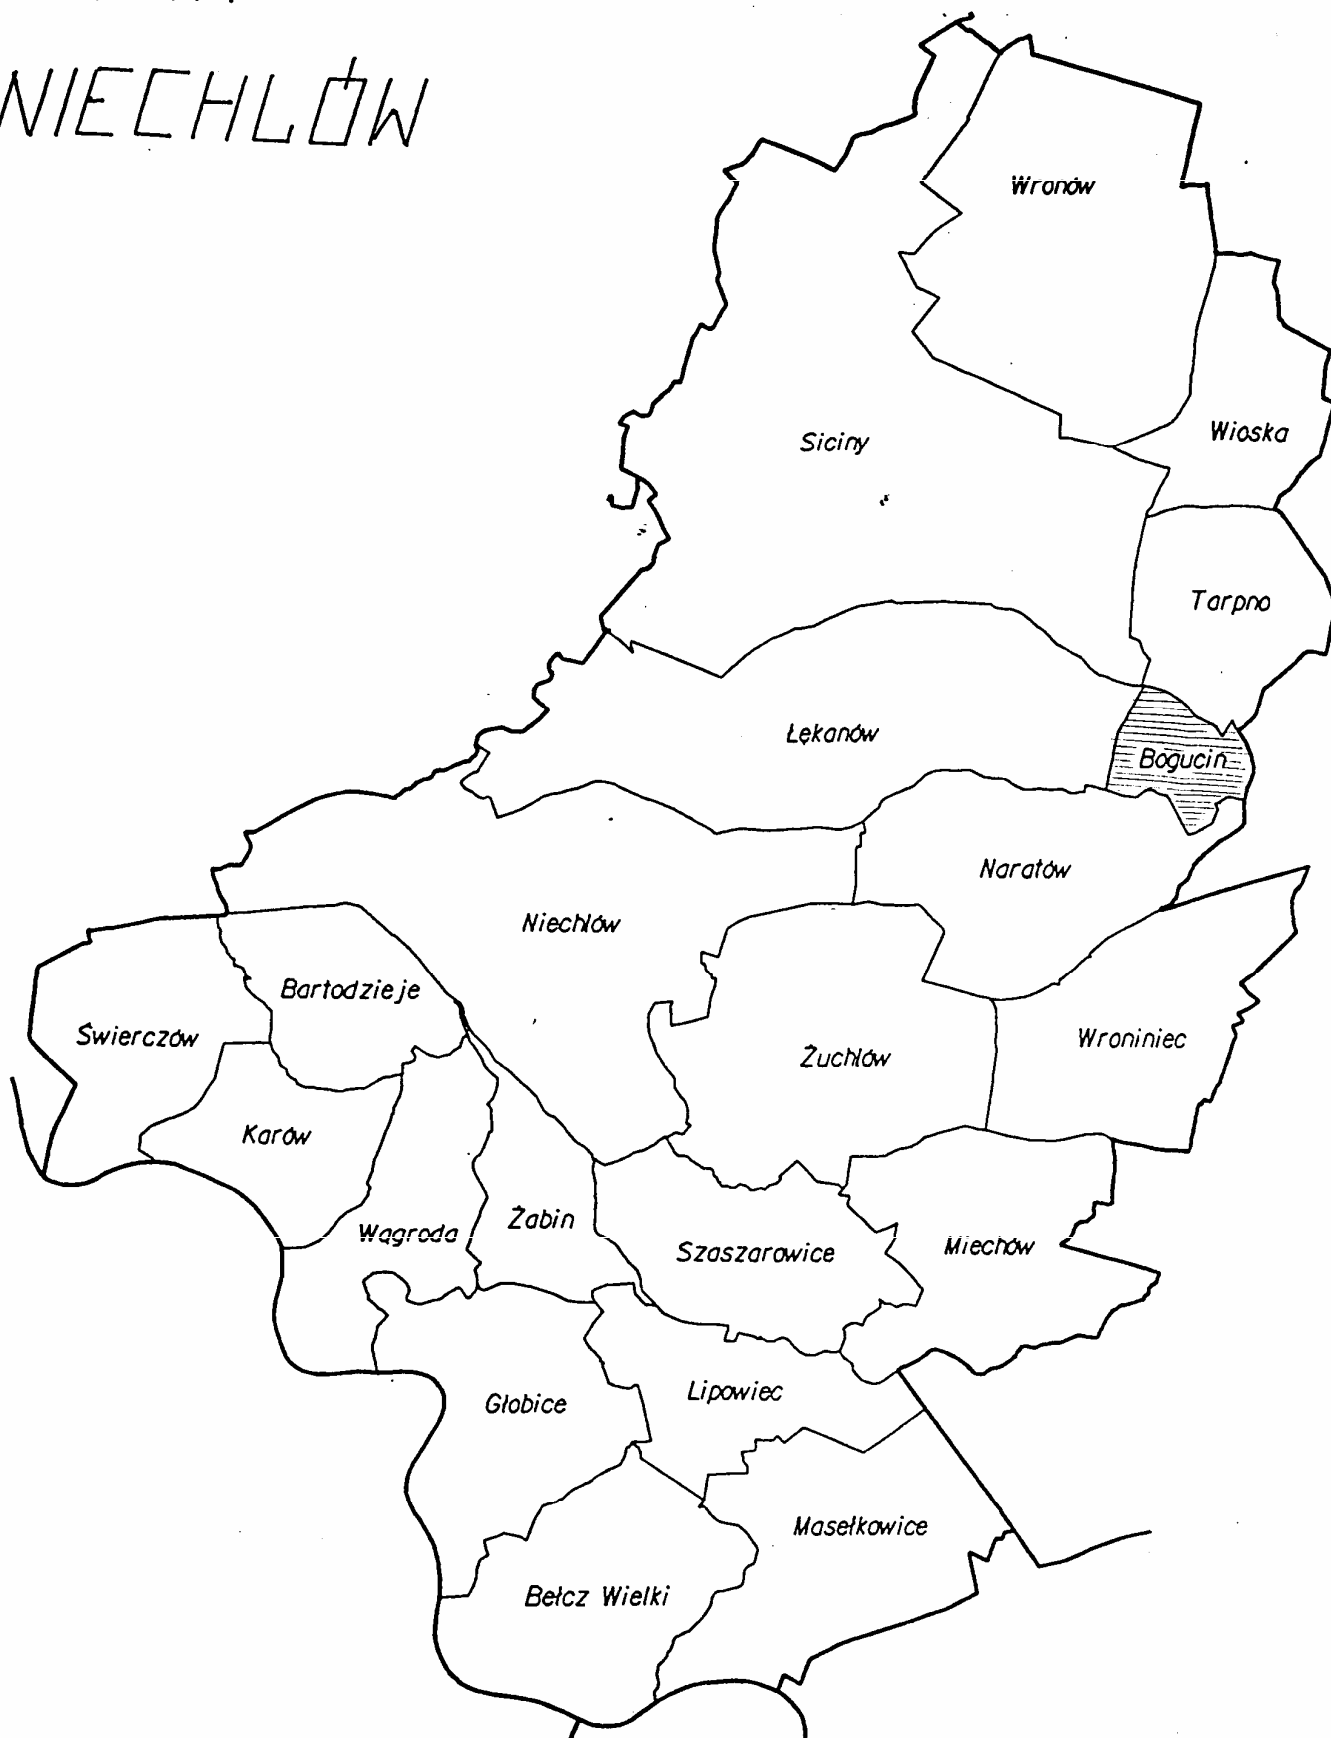 NIECHLÓW
Wronów
Wioska
Siciny
Tarpno
Łękanów
Bogucin
Naratów
Niechlów
Bartodzieje
Świerczów
Wroniniec
Żuchlów
Karów
Żabin
Wągroda
Miechów
Szaszarowice
Lipowiec
Głobice
Masełkowice
Bełcz Wielki